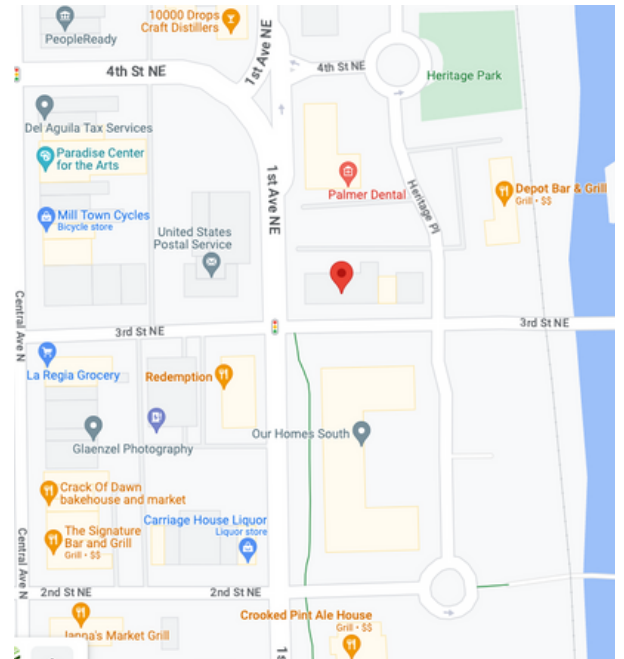 10000 Drops
Craft Distillers
PeopleReady
1st Ave NE
4th St NE
4th St NE
Heritage Park
Del Aguila Tax Services
Paradise Center
for the Arts
1st Ave NE
Palmer Dental
Heritage Pl
Depot Bar & Grill
Grill • $$
Mill Town Cycles
Bicycle store
United States
Postal Service
Central Ave N
3rd St NE
3rd St NE
La Regia Grocery
Redemption
Our Homes South
Glaenzel Photography
Crack Of Dawn
bakehouse and market
Carriage House Liquor
Liquor store
The Signature
Bar and Grill
Grill • $$
Central Ave N
2nd St NE
2nd St NE
Crooked Pint Ale House
Grill • $$
Janna's Market Grill